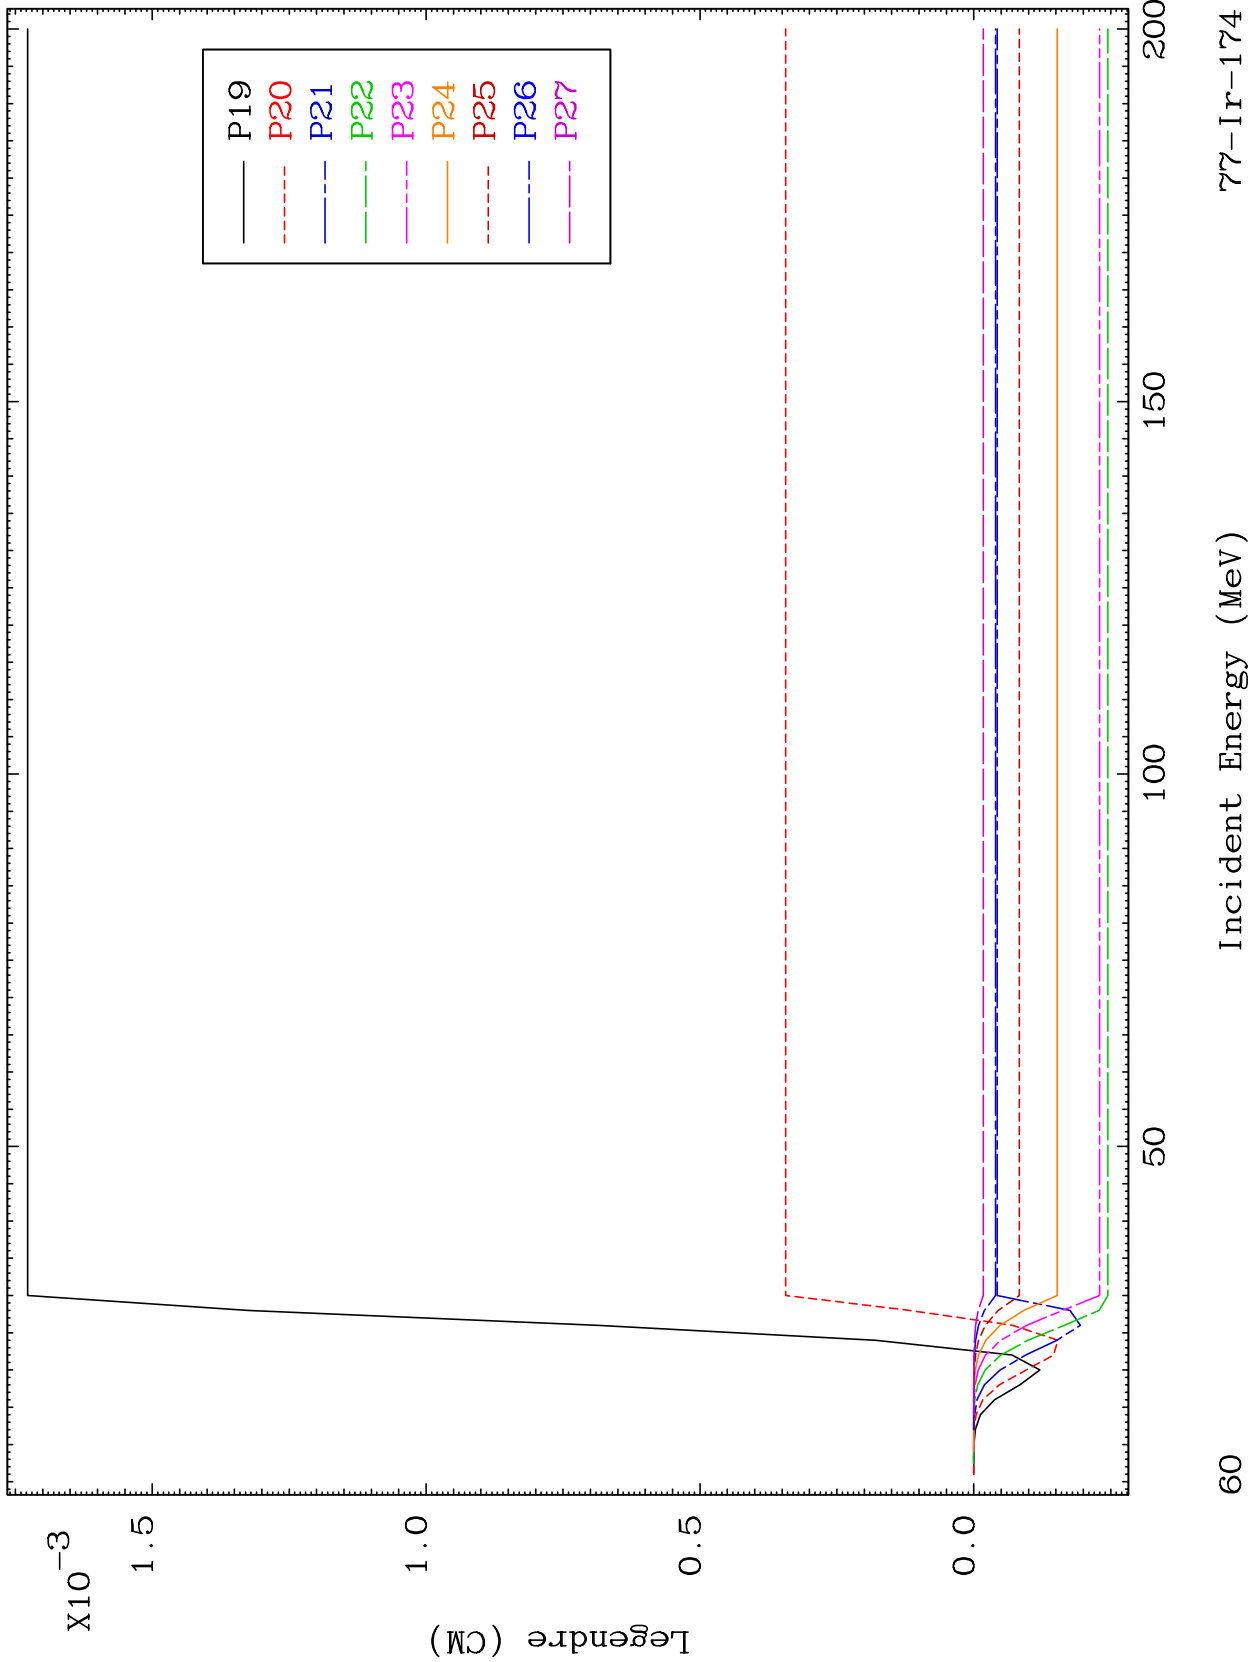 X10-3
1.5
1.0
0.5
0.0
Legendre (CM)
P19
P20
P21
P22
P23
P24
P25
P26
P27
50
100
150
200
60
Incident Energy (MeV)
77-Ir-174